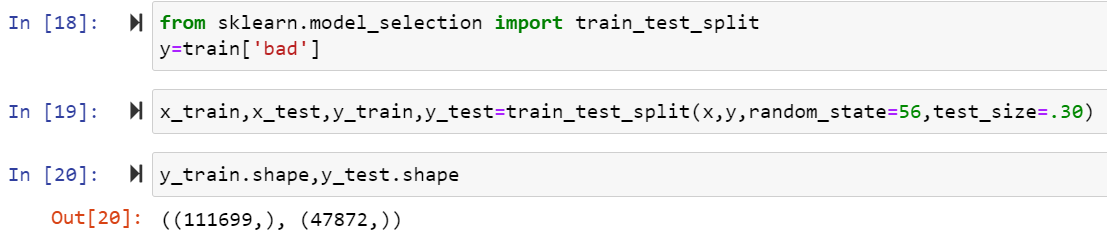 In [18]: from sklearn.model_selection import train_test_split
y=train['bad']
In [19]: x_train,x_test,y_train,y_test=train_test_split(x,y,random_state=56,test_size=.30)
In [20]: y_train.shape,y_test.shape
Out[20]: ((111699,), (47872,))